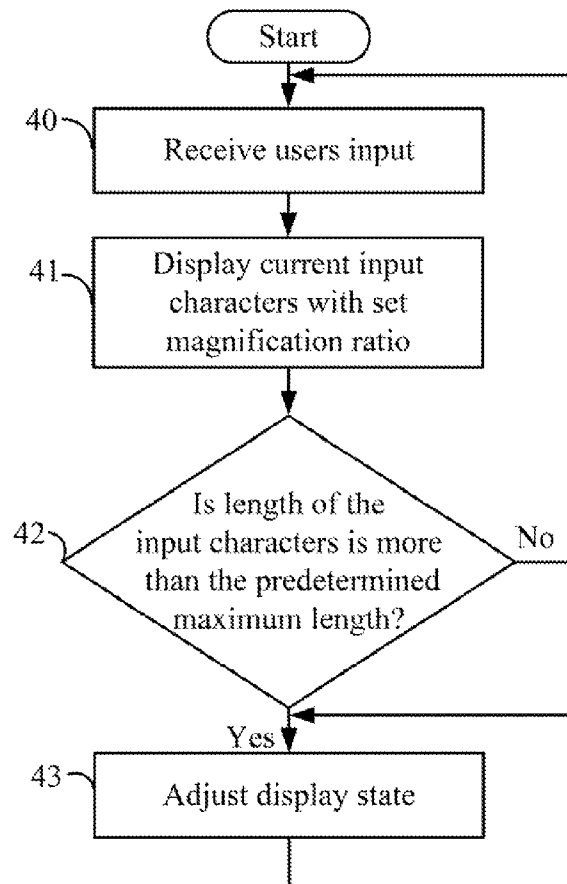 Start
40
Receive users input
41
Display current input
characters with set
magnification ratio
42
Is length of the
input characters is more
than the predetermined
maximum length?
No
Yes
43
Adjust display state